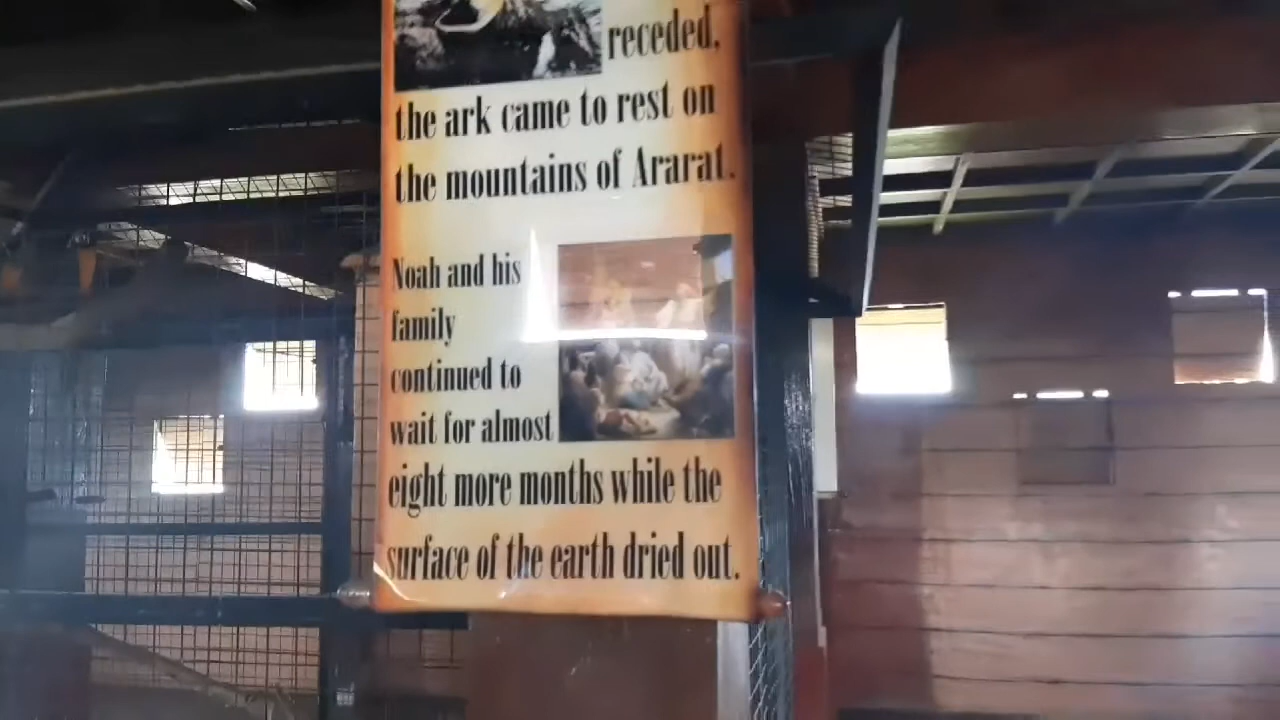 receded,
the ark came to rest on
the mountains of Ararat.
Noah and his
family
continued to
wait for almost
eight more months while the
surface of the earth dried out.